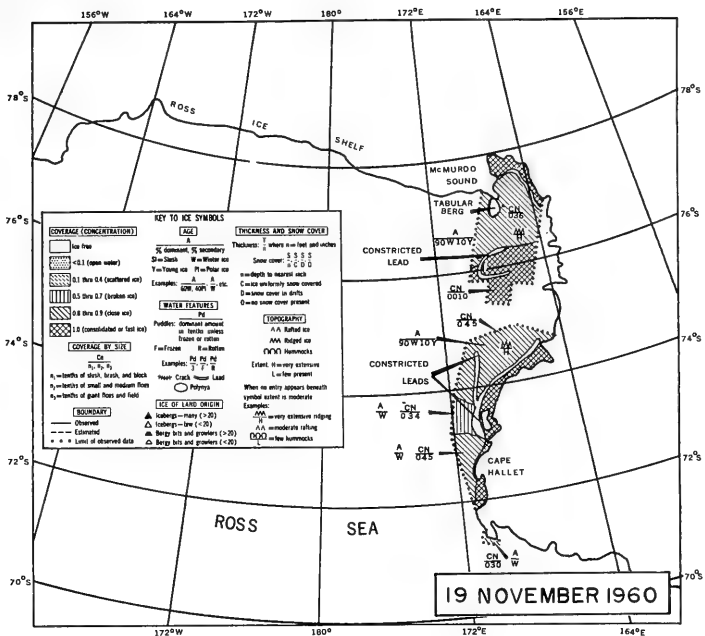 156°W 164°W 172°W 180° 172°E 164°E 156°E
78°S
78°S
ROSS ICE SHELF
McMURDO SOUND
TABULAR BERG
CN
036
76°S
76°S
A
90W 10Y
CONSTRICTED LEAD
H
CN
0010
CN
045
A
90W 10Y
H
74°S
74°S
CONSTRICTED LEADS
A
W
CN
034
A
W
CN
045
72°S
72°S
CAPE HALLET
ROSS SEA
CN
030
A
W
70°S
70°S
172°W 180° 172°E 164°E
19 NOVEMBER 1960
KEY TO ICE SYMBOLS
COVERAGE (CONCENTRATION)
Ice free
<0.1 (open water)
0.1 thru 0.4 (scattered ice)
0.5 thru 0.7 (broken ice)
0.8 thru 0.9 (close ice)
1.0 (consolidated or fast ice)
COVERAGE BY SIZE
Cn
n₁, n₂, n₃
n₁=tenths of slush, brash, and block
n₂=tenths of small and medium floes
n₃=tenths of giant floes and field
BOUNDARY
Observed
Estimated
Limit of observed data
AGE
A
% dominant, % secondary
Sl=Slush W=Winter ice
Y=Young ice Pl=Polar ice
Examples: A/60W, 40Pl, A/W etc.
WATER FEATURES
Pd
Puddles: dominant amount in tenths unless frozen or rotten
F=Frozen R=Rotten
Examples: Pd/3, Pd/F, Pd/R
Crack Lead
Polynya
ICE OF LAND ORIGIN
Icebergs—many (>20)
Icebergs—few (<20)
Bergy bits and growlers (>20)
Bergy bits and growlers (<20)
THICKNESS AND SNOW COVER
Thickness: T/n where n=feet and inches
Snow cover: S/n, S/C, S/D, S/O
n=depth to nearest inch
C=ice uniformly snow covered
D=snow cover in drifts
O=no snow cover present
TOPOGRAPHY
Rafted ice
Ridged ice
Hummocks
Extent: H=very extensive
L=few present
When no entry appears beneath symbol extent is moderate
Examples:
H =very extensive ridging
=moderate rafting
L =few hummocks